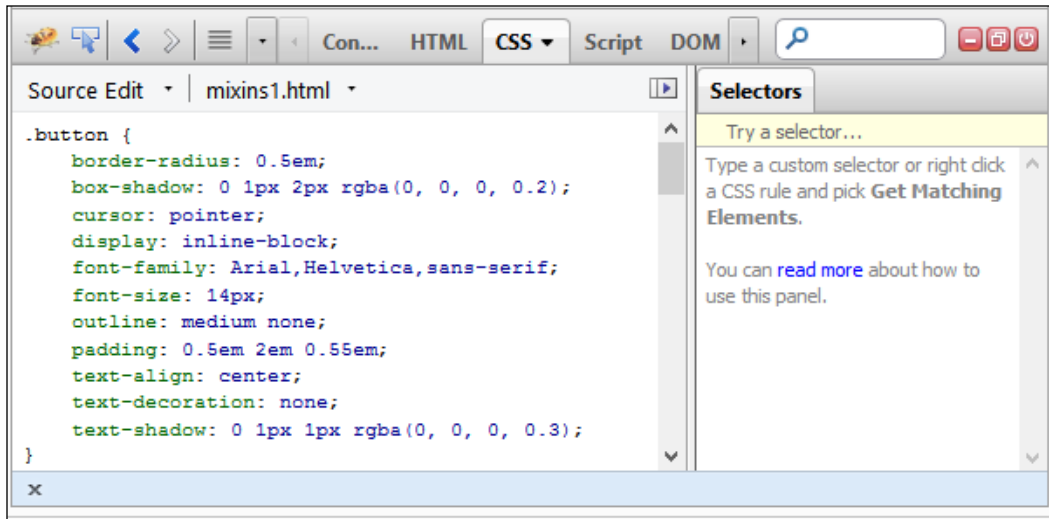 Con... HTML CSS Script DOM
Source Edit mixins1.html
Selectors
.button {
border-radius: 0.5em;
box-shadow: 0 1px 2px rgba(0, 0, 0, 0.2);
cursor: pointer;
display: inline-block;
font-family: Arial,Helvetica,sans-serif;
font-size: 14px;
outline: medium none;
padding: 0.5em 2em 0.55em;
text-align: center;
text-decoration: none;
text-shadow: 0 1px 1px rgba(0, 0, 0, 0.3);
}
Try a selector...
Type a custom selector or right click
a CSS rule and pick Get Matching
Elements.
You can read more about how to
use this panel.